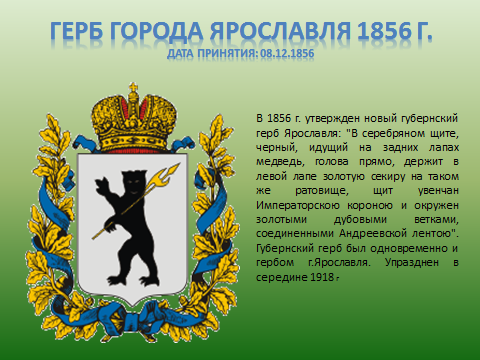 ГЕРБ ГОРОДА ЯРОСЛАВЛЯ 1856 Г.
ДАТА ПРИНЯТИЯ: 08.12.1856
В 1856 г. утвержден новый губернский
герб Ярославля: "В серебряном щите,
черный, идущий на задних лапах
медведь, голова прямо, держит в
левой лапе золотую секиру на таком
же ратовище, щит увенчан
Императорскою короною и окружен
золотыми дубовыми ветками,
соединенными Андреевской лентою".
Губернский герб был одновременно и
гербом г.Ярославля. Упразднен в
середине 1918 г